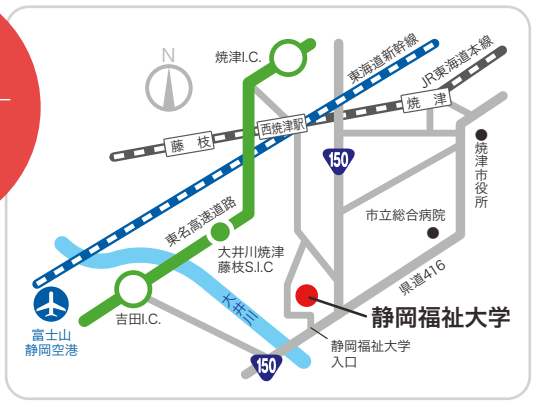 焼津I.C.
東海道新幹線
JR東海道本線
N
焼 津
西焼津駅
藤 枝
150
焼津市役所
東名高速道路
市立総合病院
大井川焼津
藤枝S.I.C
県道416
大井川
静岡福祉大学
吉田I.C.
富士山
静岡空港
静岡福祉大学
入口
150